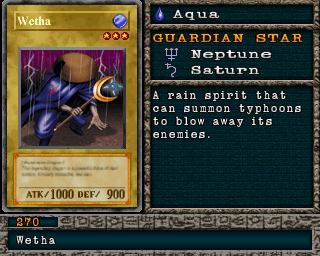 Wetha
ATK/1000 DEF/ 900
Aqua
GUARDIAN STAR
Neptune
Saturn
A rain spirit that
can summon typhoons
to blow away its
enemies.
270
Wetha